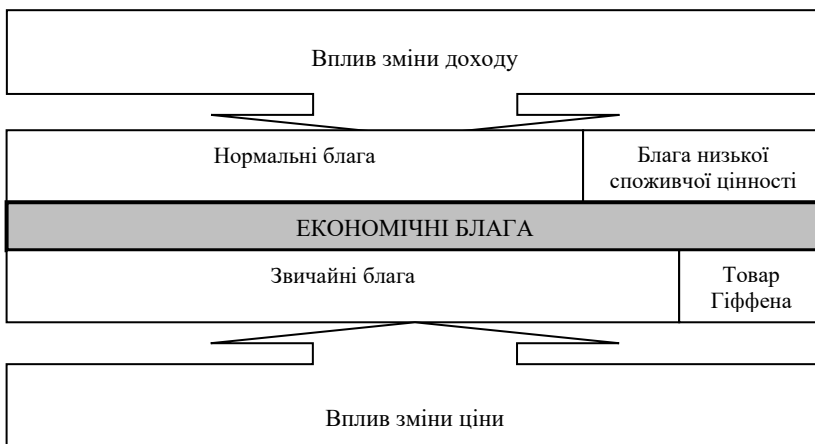 Вплив зміни доходу
Нормальні блага
Блага низької
споживчої цінності
ЕКОНОМІЧНІ БЛАГА
Звичайні блага
Товар
Гіффена
Вплив зміни ціни